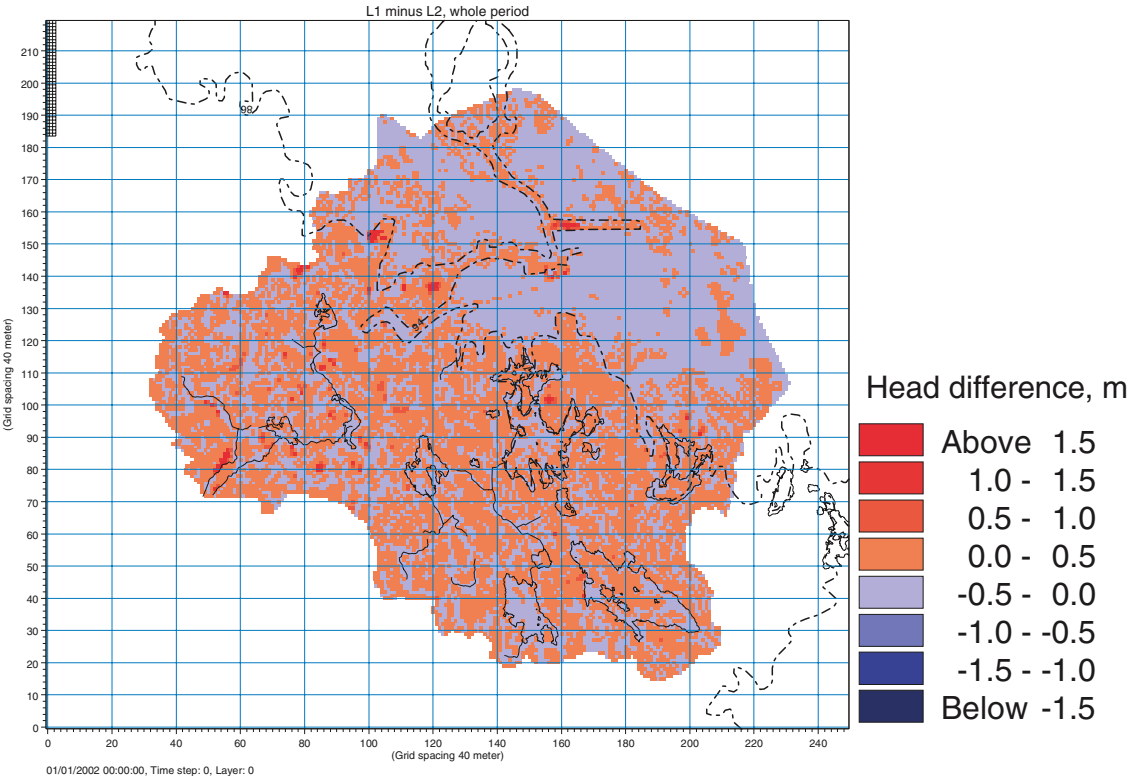 L1 minus L2, whole period
210
200
190
180
170
160
150
140
130
120
110
100
90
80
70
60
50
40
30
20
10
0
(Grid spacing 40 meter)
98
94
0 20 40 60 80 100 120 140 160 180 200 220 240
(Grid spacing 40 meter)
01/01/2002 00:00:00, Time step: 0, Layer: 0
Head difference, m
Above 1.5
1.0 - 1.5
0.5 - 1.0
0.0 - 0.5
-0.5 - 0.0
-1.0 - -0.5
-1.5 - -1.0
Below -1.5